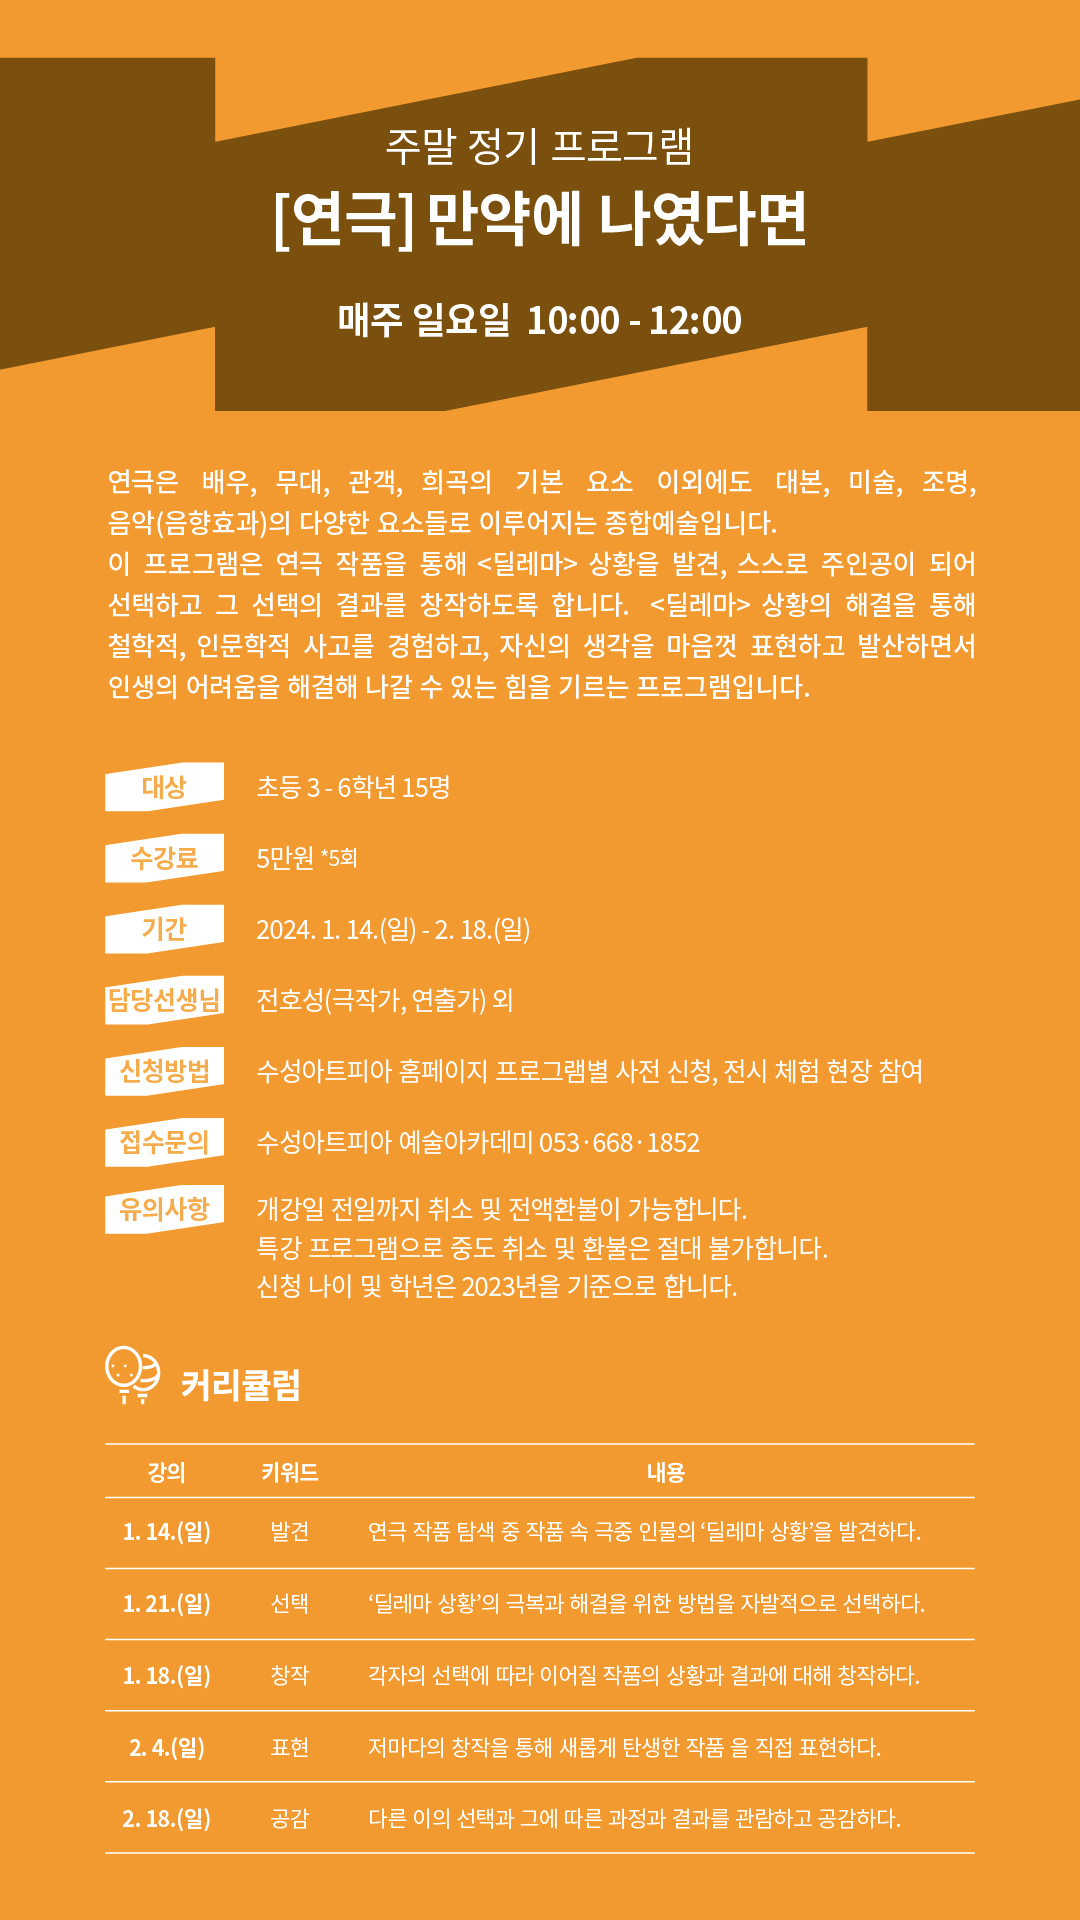 주말 정기 프로그램
[연극] 만약에 나였다면
매주 일요일 10:00 - 12:00
연극은 배우, 무대, 관객, 희곡의 기본 요소 이외에도 대본, 미술, 조명,
음악(음향효과)의 다양한 요소들로 이루어지는 종합예술입니다.
이 프로그램은 연극 작품을 통해 <딜레마> 상황을 발견, 스스로 주인공이 되어
선택하고 그 선택의 결과를 창작하도록 합니다. <딜레마> 상황의 해결을 통해
철학적, 인문학적 사고를 경험하고, 자신의 생각을 마음껏 표현하고 발산하면서
인생의 어려움을 해결해 나갈 수 있는 힘을 기르는 프로그램입니다.
대상 초등 3 - 6학년 15명
수강료 5만원 *5회
기간 2024. 1. 14.(일) - 2. 18.(일)
담당선생님 전호성(극작가, 연출가) 외
신청방법 수성아트피아 홈페이지 프로그램별 사전 신청, 전시 체험 현장 참여
접수문의 수성아트피아 예술아카데미 053·668·1852
유의사항 개강일 전일까지 취소 및 전액환불이 가능합니다.
특강 프로그램으로 중도 취소 및 환불은 절대 불가합니다.
신청 나이 및 학년은 2023년을 기준으로 합니다.
커리큘럼
강의 키워드 내용
1. 14.(일) 발견 연극 작품 탐색 중 작품 속 극중 인물의 ‘딜레마 상황’을 발견하다.
1. 21.(일) 선택 ‘딜레마 상황’의 극복과 해결을 위한 방법을 자발적으로 선택하다.
1. 18.(일) 창작 각자의 선택에 따라 이어질 작품의 상황과 결과에 대해 창작하다.
2. 4.(일) 표현 저마다의 창작을 통해 새롭게 탄생한 작품 을 직접 표현하다.
2. 18.(일) 공감 다른 이의 선택과 그에 따른 과정과 결과를 관람하고 공감하다.